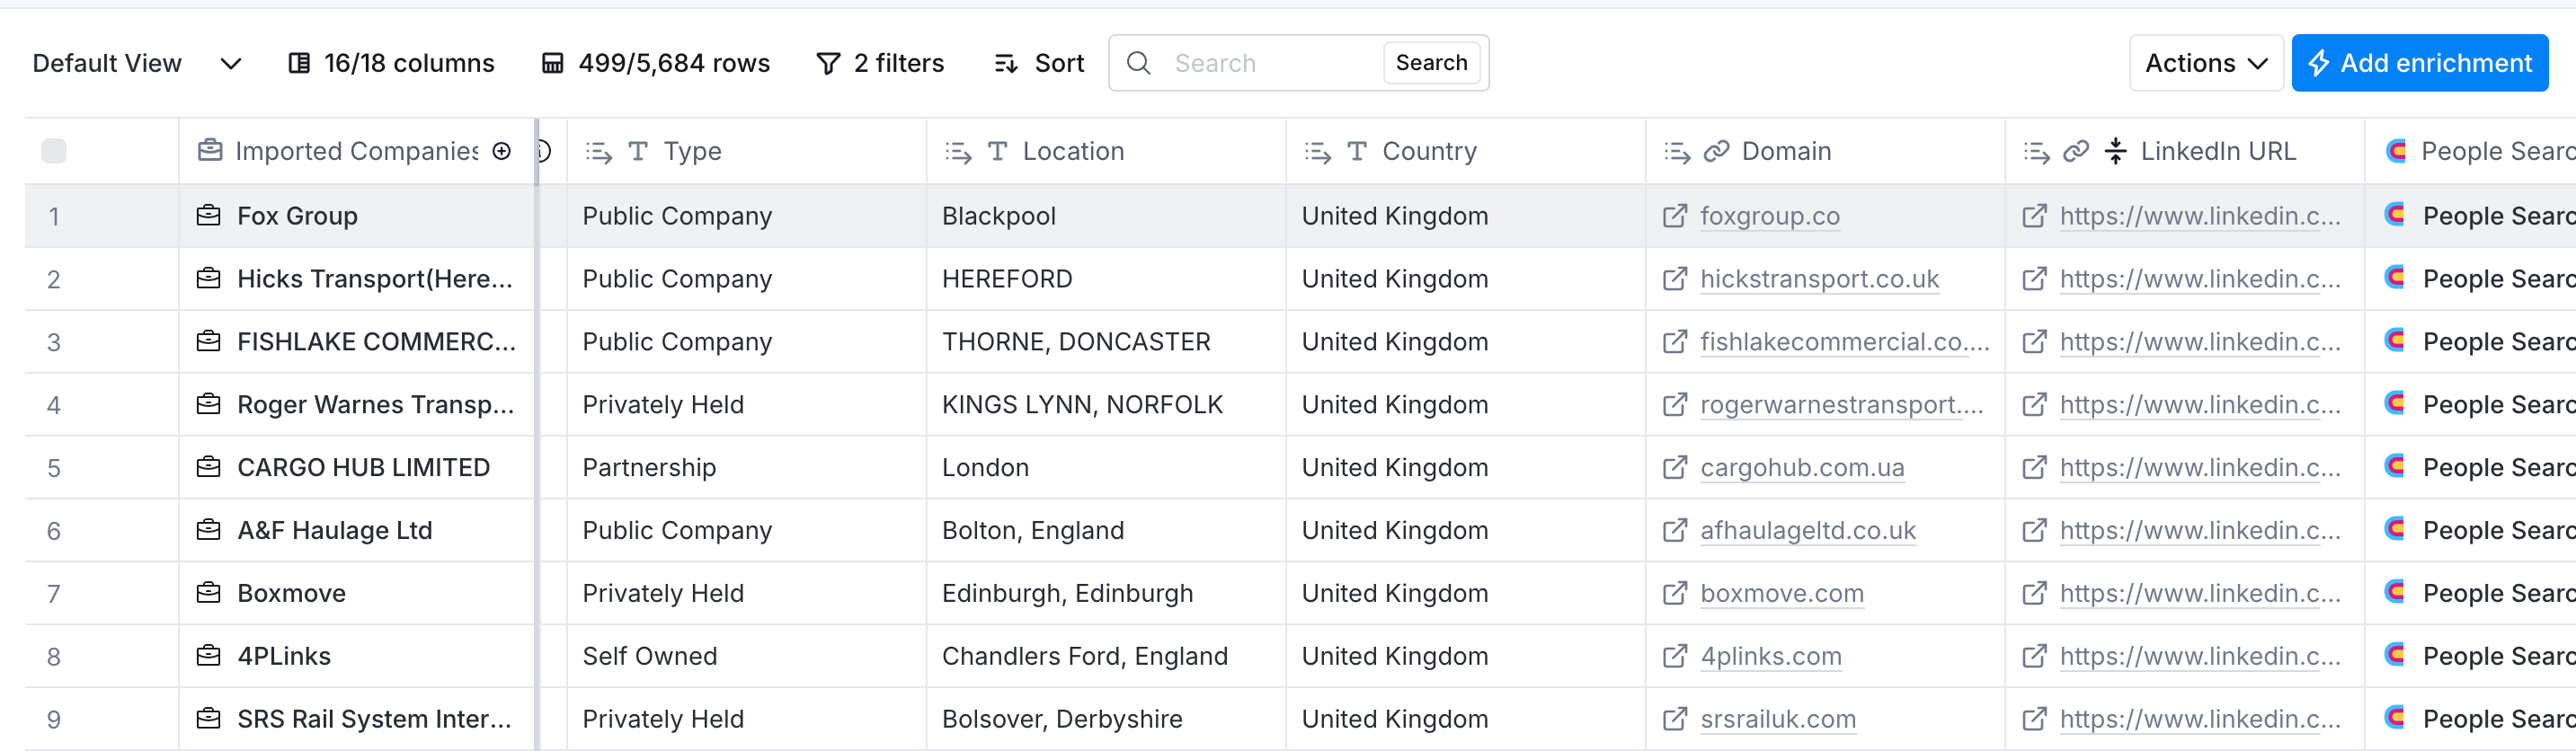 Default View 16/18 columns 499/5,684 rows 2 filters Sort Search Search Actions Add enrichment
Imported Companies Type Location Country Domain LinkedIn URL People Searc
1 Fox Group Public Company Blackpool United Kingdom foxgroup.co https://www.linkedin.c... People Searc
2 Hicks Transport(Here... Public Company HEREFORD United Kingdom hickstransport.co.uk https://www.linkedin.c... People Searc
3 FISHLAKE COMMERC... Public Company THORNE, DONCASTER United Kingdom fishlakecommercial.co.... https://www.linkedin.c... People Searc
4 Roger Warnes Transp... Privately Held KINGS LYNN, NORFOLK United Kingdom rogerwarnestransport.... https://www.linkedin.c... People Searc
5 CARGO HUB LIMITED Partnership London United Kingdom cargohub.com.ua https://www.linkedin.c... People Searc
6 A&F Haulage Ltd Public Company Bolton, England United Kingdom afhaulageltd.co.uk https://www.linkedin.c... People Searc
7 Boxmove Privately Held Edinburgh, Edinburgh United Kingdom boxmove.com https://www.linkedin.c... People Searc
8 4PLinks Self Owned Chandlers Ford, England United Kingdom 4plinks.com https://www.linkedin.c... People Searc
9 SRS Rail System Inter... Privately Held Bolsover, Derbyshire United Kingdom srsrailuk.com https://www.linkedin.c... People Searc